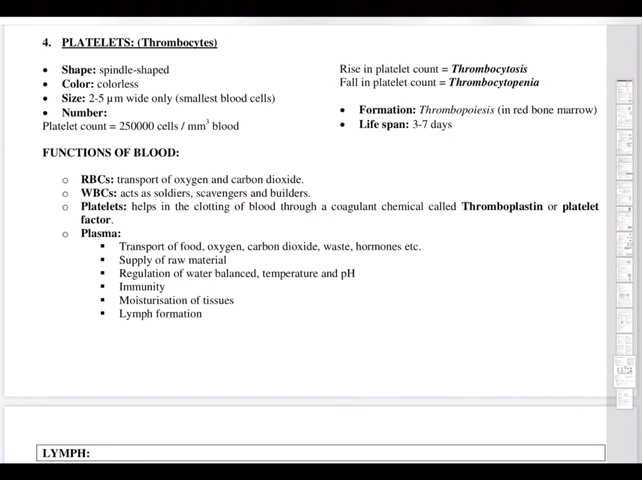 4. PLATELETS: (Thrombocytes)
• Shape: spindle-shaped
• Color: colorless
• Size: 2-5 µm wide only (smallest blood cells)
• Number:
Platelet count = 250000 cells / mm³ blood
Rise in platelet count = Thrombocytosis
Fall in platelet count = Thrombocytopenia
• Formation: Thrombopoiesis (in red bone marrow)
• Life span: 3-7 days
FUNCTIONS OF BLOOD:
o RBCs: transport of oxygen and carbon dioxide.
o WBCs: acts as soldiers, scavengers and builders.
o Platelets: helps in the clotting of blood through a coagulant chemical called Thromboplastin or platelet
factor.
o Plasma:
▪ Transport of food, oxygen, carbon dioxide, waste, hormones etc.
▪ Supply of raw material
▪ Regulation of water balanced, temperature and pH
▪ Immunity
▪ Moisturisation of tissues
▪ Lymph formation
LYMPH: